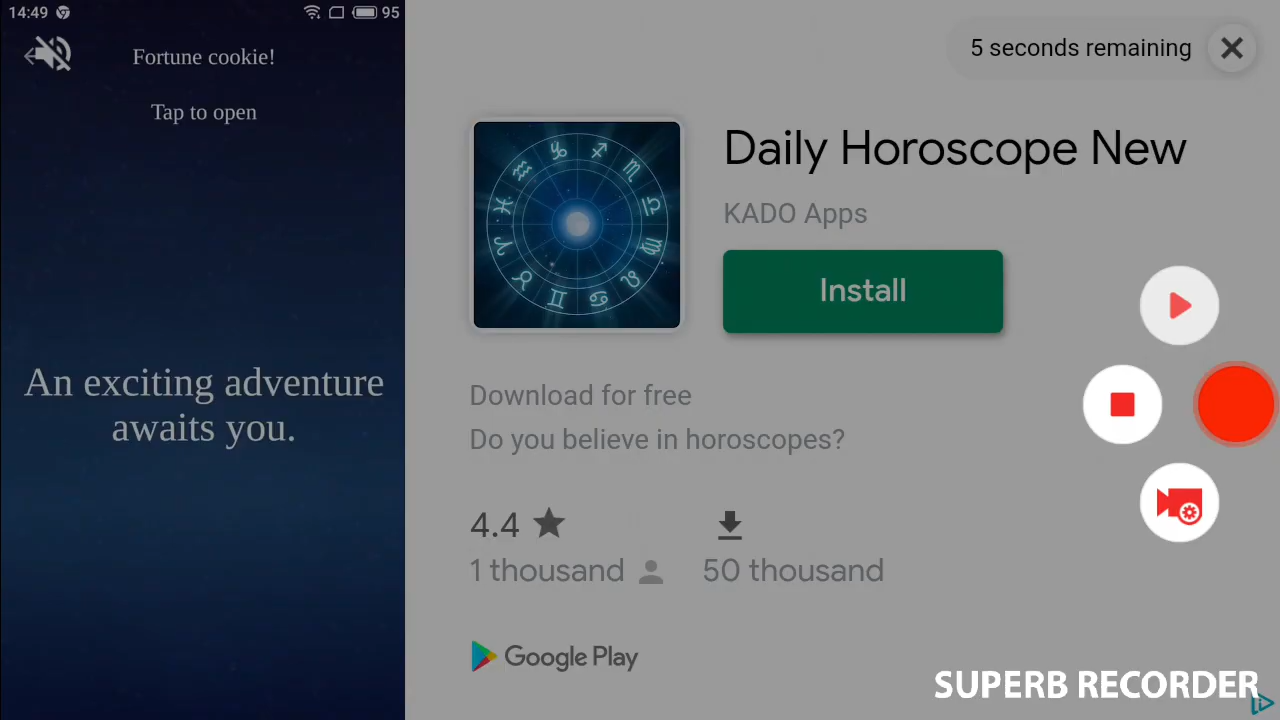 14:49
95
Fortune cookie!
Tap to open
An exciting adventure
awaits you.
5 seconds remaining
Daily Horoscope New
KADO Apps
Install
Download for free
Do you believe in horoscopes?
4.4
1 thousand
50 thousand
Google Play
SUPERB RECORDER